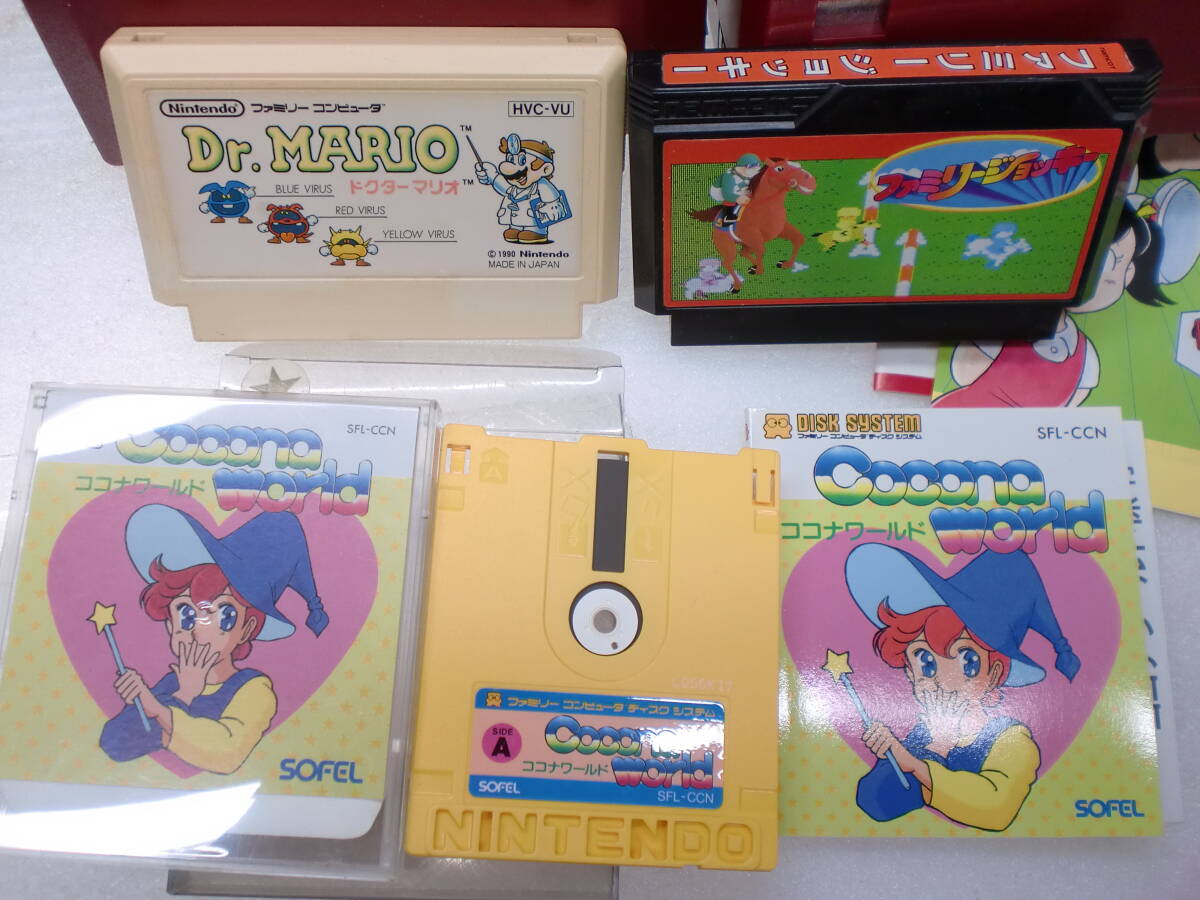 Nintendo
ファミリー コンピュータ
HVC-VU
Dr. MARIO™
ドクターマリオ™
BLUE VIRUS
RED VIRUS
YELLOW VIRUS
©1990 Nintendo
MADE IN JAPAN
ファミリー ジョッキー
NAMCOT
ファミリージョッキー
SFL-CCN
Cocona
world
ココナワールド
SOFEL
ファミリー コンピュータ ディスク システム
SIDE
A
Cocona
world
ココナワールド
SOFEL
SFL-CCN
NINTENDO
DISK SYSTEM
ファミリー コンピュータ ディスク システム
SFL-CCN
Cocona
world
ココナワールド
SOFEL